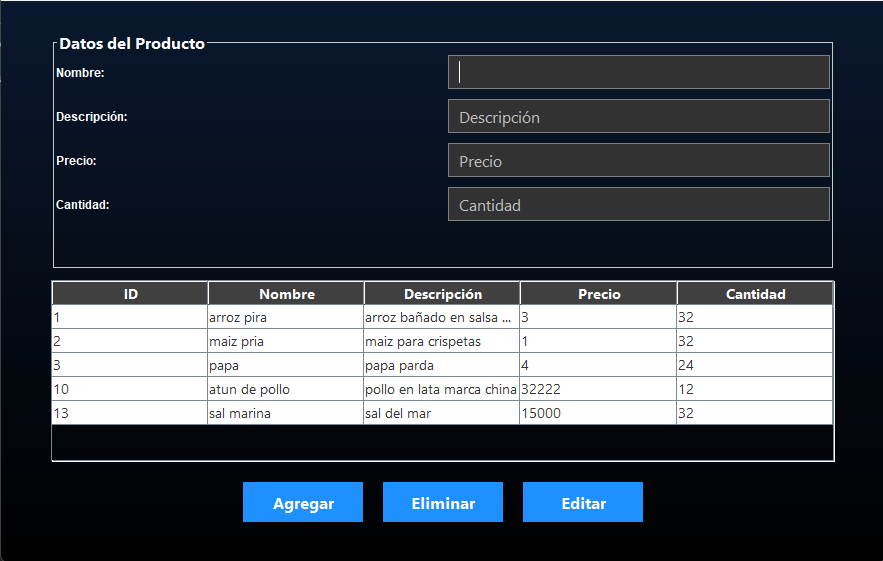 Datos del Producto
Nombre:
Descripción: Descripción
Precio: Precio
Cantidad: Cantidad
ID Nombre Descripción Precio Cantidad
1 arroz pira arroz bañado en salsa ... 3 32
2 maiz pria maiz para crispetas 1 32
3 papa papa parda 4 24
10 atun de pollo pollo en lata marca china 32222 12
13 sal marina sal del mar 15000 32
Agregar Eliminar Editar